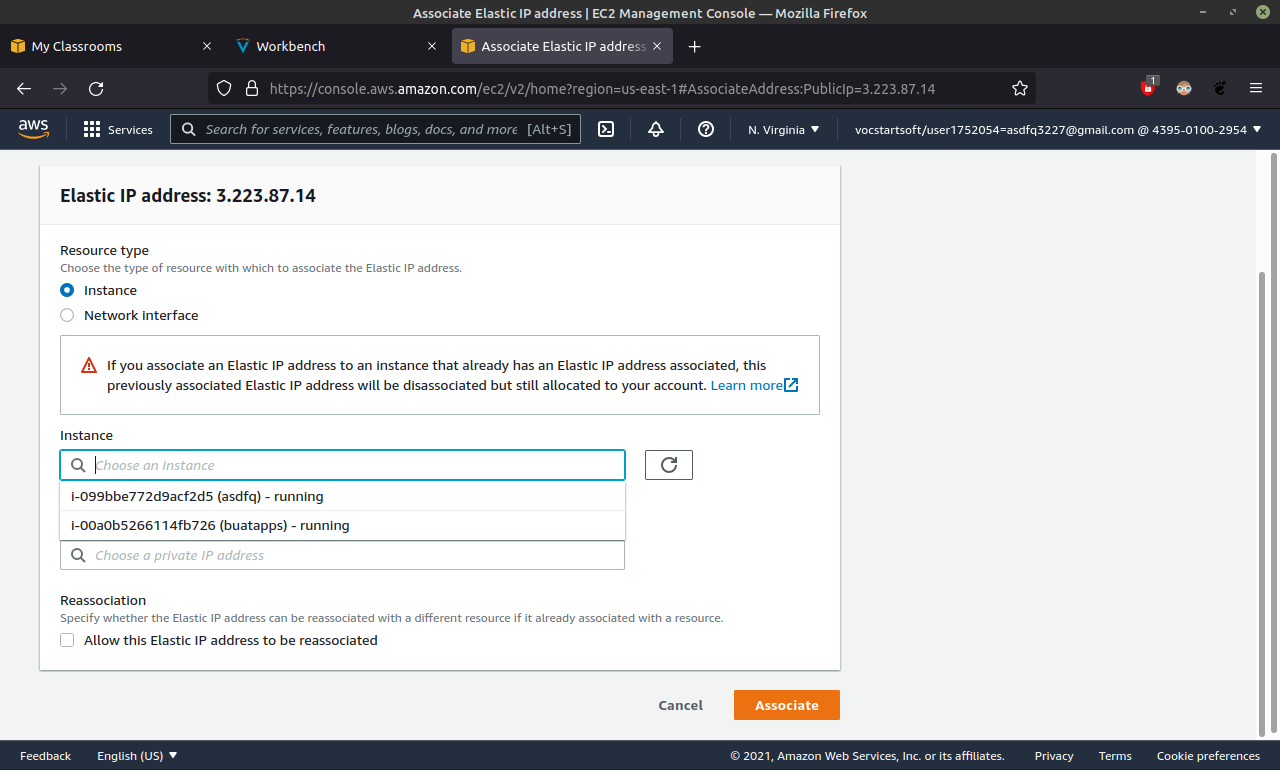 Associate Elastic IP address | EC2 Management Console — Mozilla Firefox
My Classrooms
Workbench
Associate Elastic IP address
https://console.aws.amazon.com/ec2/v2/home?region=us-east-1#AssociateAddress:PublicIp=3.223.87.14
1
aws
Services
Search for services, features, blogs, docs, and more
[Alt+S]
N. Virginia
vocstartsoft/user1752054=asdfq3227@gmail.com @ 4395-0100-2954
Elastic IP address: 3.223.87.14
Resource type
Choose the type of resource with which to associate the Elastic IP address.
Instance
Network interface
If you associate an Elastic IP address to an instance that already has an Elastic IP address associated, this
previously associated Elastic IP address will be disassociated but still allocated to your account. Learn more
Instance
Choose an instance
i-099bbe772d9acf2d5 (asdfq) - running
i-00a0b5266114fb726 (buatapps) - running
Choose a private IP address
Reassociation
Specify whether the Elastic IP address can be reassociated with a different resource if it already associated with a resource.
Allow this Elastic IP address to be reassociated
Cancel
Associate
Feedback
English (US)
© 2021, Amazon Web Services, Inc. or its affiliates.
Privacy
Terms
Cookie preferences